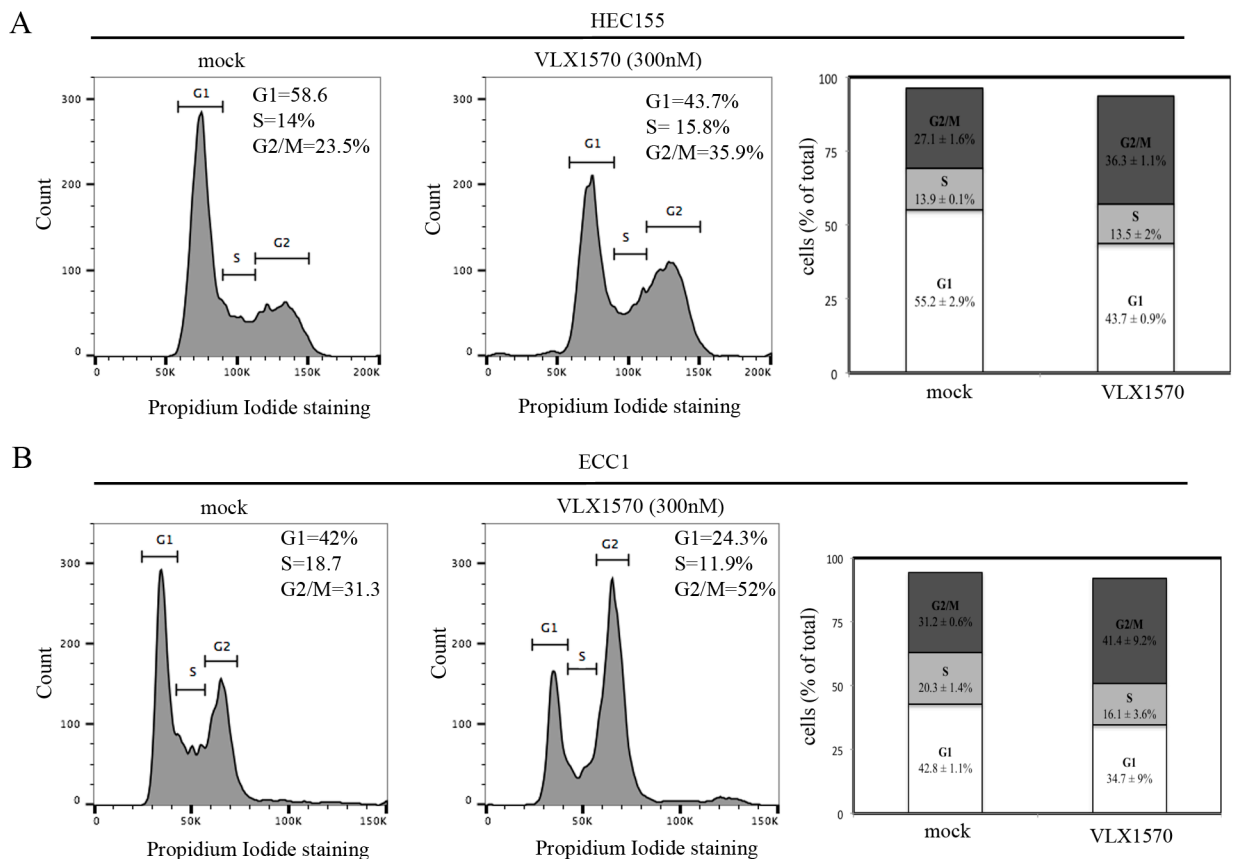 A
HEC155
mock
VLX1570 (300nM)
G1=58.6
S=14%
G2/M=23.5%
G1
S
G2
300
200
100
0
Count
0 50K 100K 150K 200K
Propidium Iodide staining
G1=43.7%
S= 15.8%
G2/M=35.9%
G1
S
G2
300
200
100
0
Count
0 50K 100K 150K 200K
Propidium Iodide staining
100
75
50
25
0
cells (% of total)
G2/M
27.1 ± 1.6%
S
13.9 ± 0.1%
G1
55.2 ± 2.9%
G2/M
36.3 ± 1.1%
S
13.5 ± 2%
G1
43.7 ± 0.9%
mock
VLX1570
B
ECC1
mock
VLX1570 (300nM)
G1=42%
S=18.7
G2/M=31.3
G1
S
G2
300
200
100
0
Count
0 50K 100K 150K
Propidium Iodide staining
G1=24.3%
S=11.9%
G2/M=52%
G2
G1
S
300
200
100
0
Count
0 50K 100K 150K
Propidium Iodide staining
100
75
50
25
0
cells (% of total)
G2/M
31.2 ± 0.6%
S
20.3 ± 1.4%
G1
42.8 ± 1.1%
G2/M
41.4 ± 9.2%
S
16.1 ± 3.6%
G1
34.7 ± 9%
mock
VLX1570